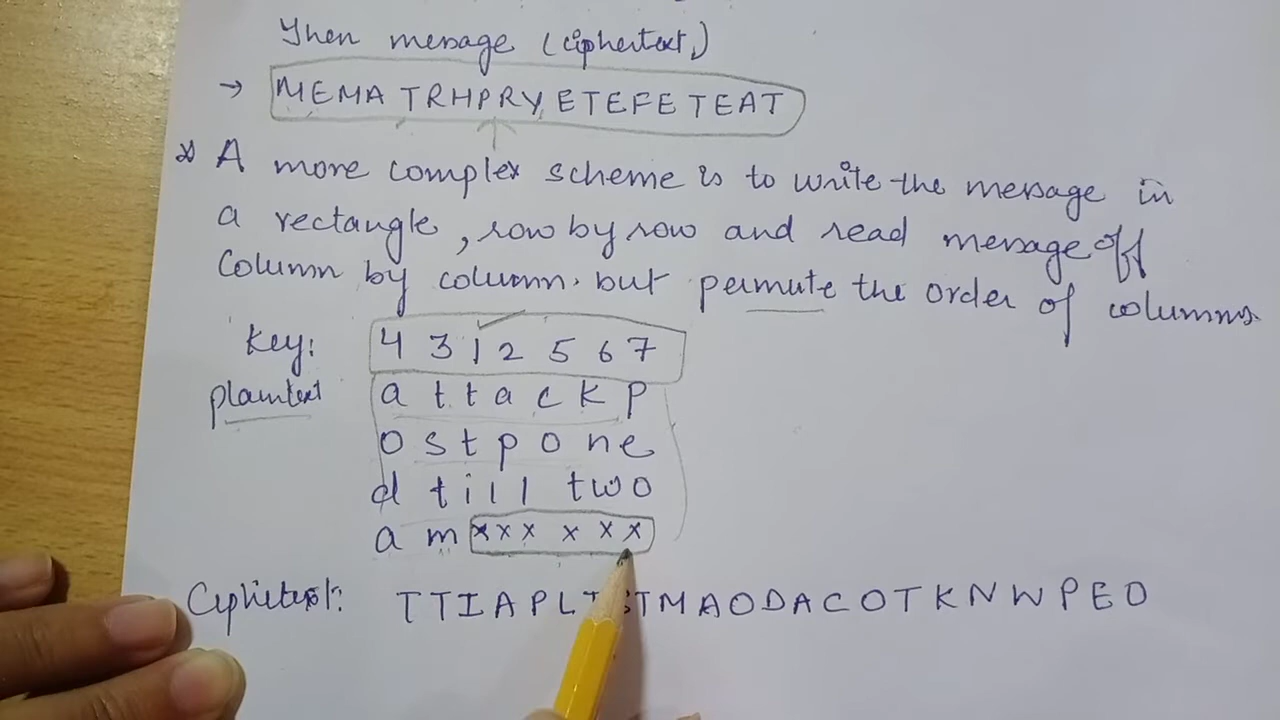 Then message (ciphertext,)
→ MEMATRHPRYETEFETEAT
* A more complex scheme is to write the message in
a rectangle, row by row and read message off
Column by column. but permute the order of columns.
Key: 4 3 1 2 5 6 7
plaintext a t t a c k p
o s t p o n e
d t i l l t w o
a m x x x x x x
Ciphertext: TTIAPLT TMAODACOTKNWPEO